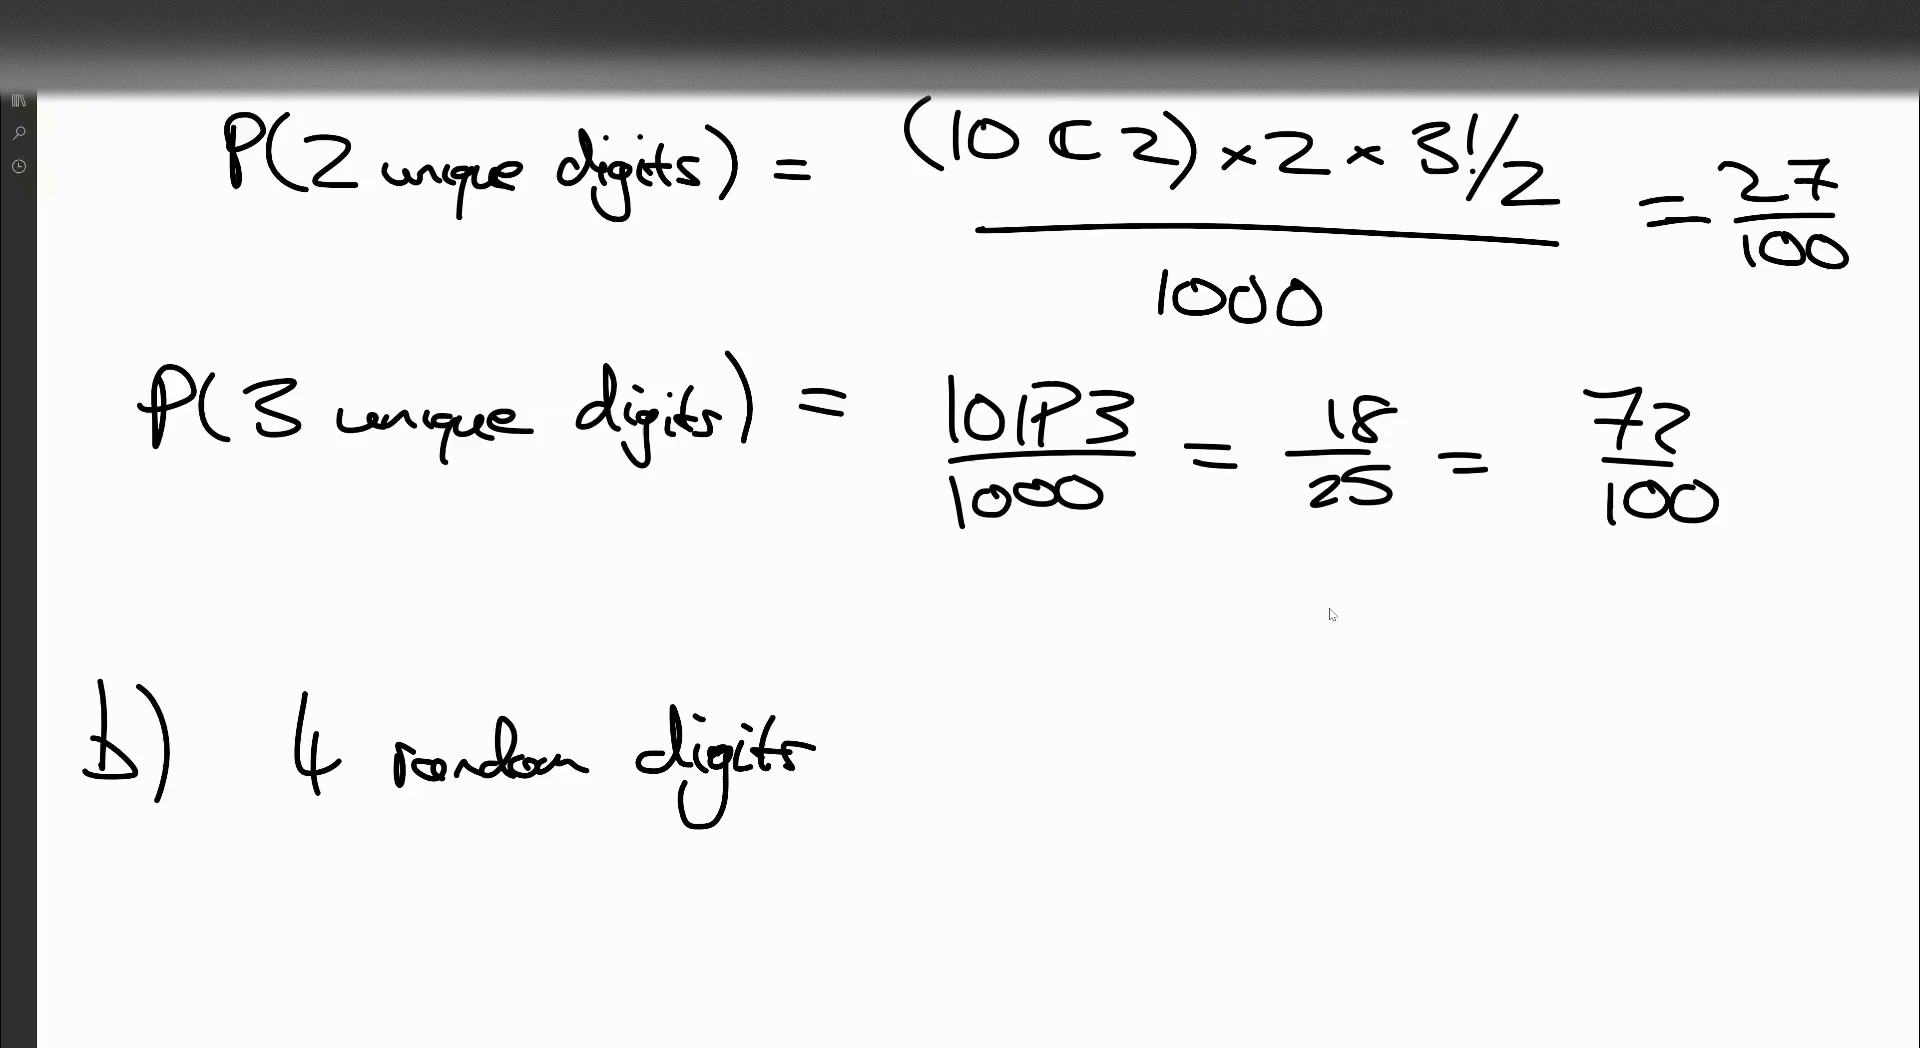 P(2 unique digits) = (10 C 2) × 2 × 3!/2 / 1000 = 27/100
P(3 unique digits) = 10P3/1000 = 18/25 = 72/100
b) 4 random digits